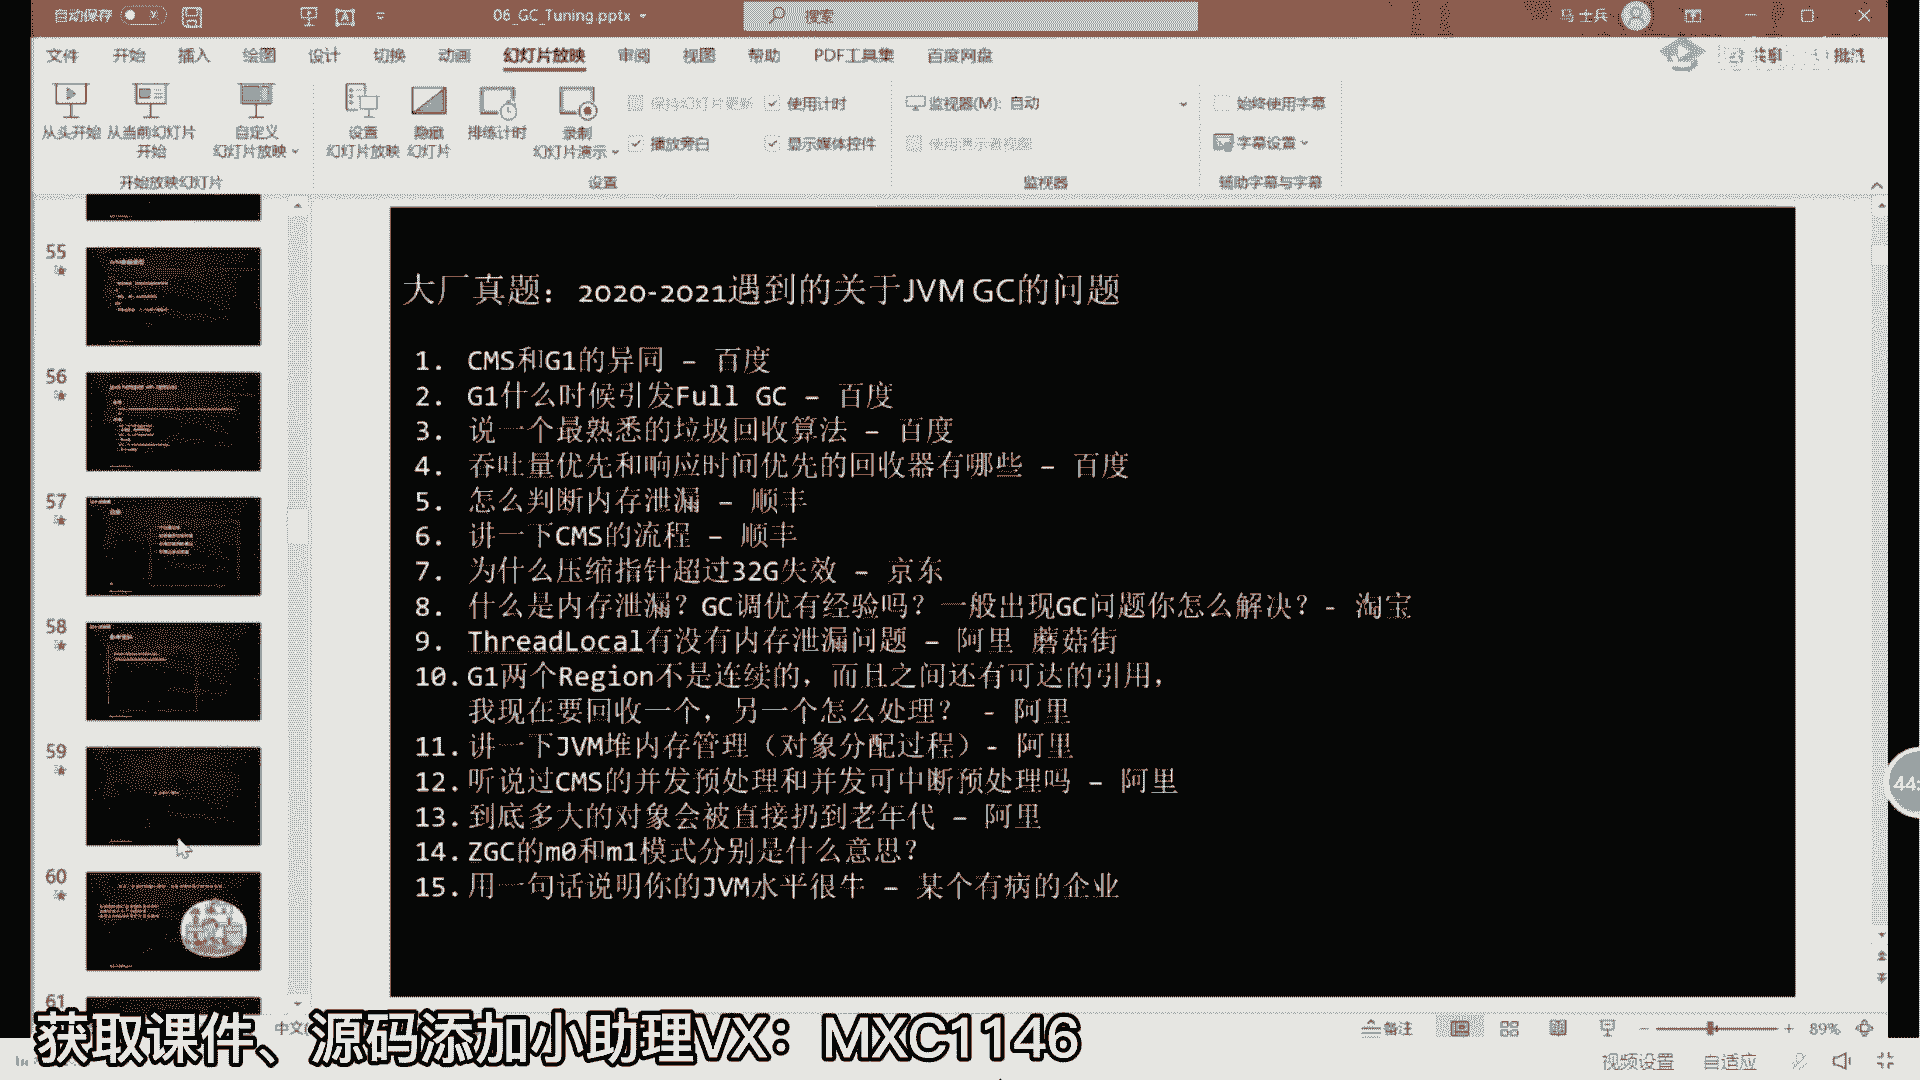 自动保存
06_GC_Tuning.pptx
搜索
马 士兵
文件 开始 插入 绘图 设计 切换 动画 幻灯片放映 审阅 视图 帮助 PDF工具集 百度网盘 共享 批注
从头开始 从当前幻灯片 开始 自定义 幻灯片放映
设置 幻灯片放映 隐藏 幻灯片 排练计时 录制 幻灯片演示
保持幻灯片更新 使用计时
播放旁白 显示媒体控件
监视器(M): 自动
使用演示者视图
始终使用字幕
字幕设置
开始放映幻灯片 设置 监视器 辅助字幕与字幕
55
56
57
58
59
60
61
大厂真题：2020-2021遇到的关于JVM GC的问题
1. CMS和G1的异同 – 百度
2. G1什么时候引发Full GC – 百度
3. 说一个最熟悉的垃圾回收算法 – 百度
4. 吞吐量优先和响应时间优先的回收器有哪些 – 百度
5. 怎么判断内存泄漏 – 顺丰
6. 讲一下CMS的流程 – 顺丰
7. 为什么压缩指针超过32G失效 – 京东
8. 什么是内存泄漏？GC调优有经验吗？一般出现GC问题你怎么解决？- 淘宝
9. ThreadLocal有没有内存泄漏问题 – 阿里 蘑菇街
10. G1两个Region不是连续的，而且之间还有可达的引用，
我现在要回收一个，另一个怎么处理？ - 阿里
11. 讲一下JVM堆内存管理（对象分配过程）- 阿里
12. 听说过CMS的并发预处理和并发可中断预处理吗 – 阿里
13. 到底多大的对象会被直接扔到老年代 – 阿里
14. ZGC的m0和m1模式分别是什么意思？
15. 用一句话说明你的JVM水平很牛 – 某个有病的企业
44:
备注
89%
获取课件、源码添加小助理VX：MXC1146
视频设置 自适应